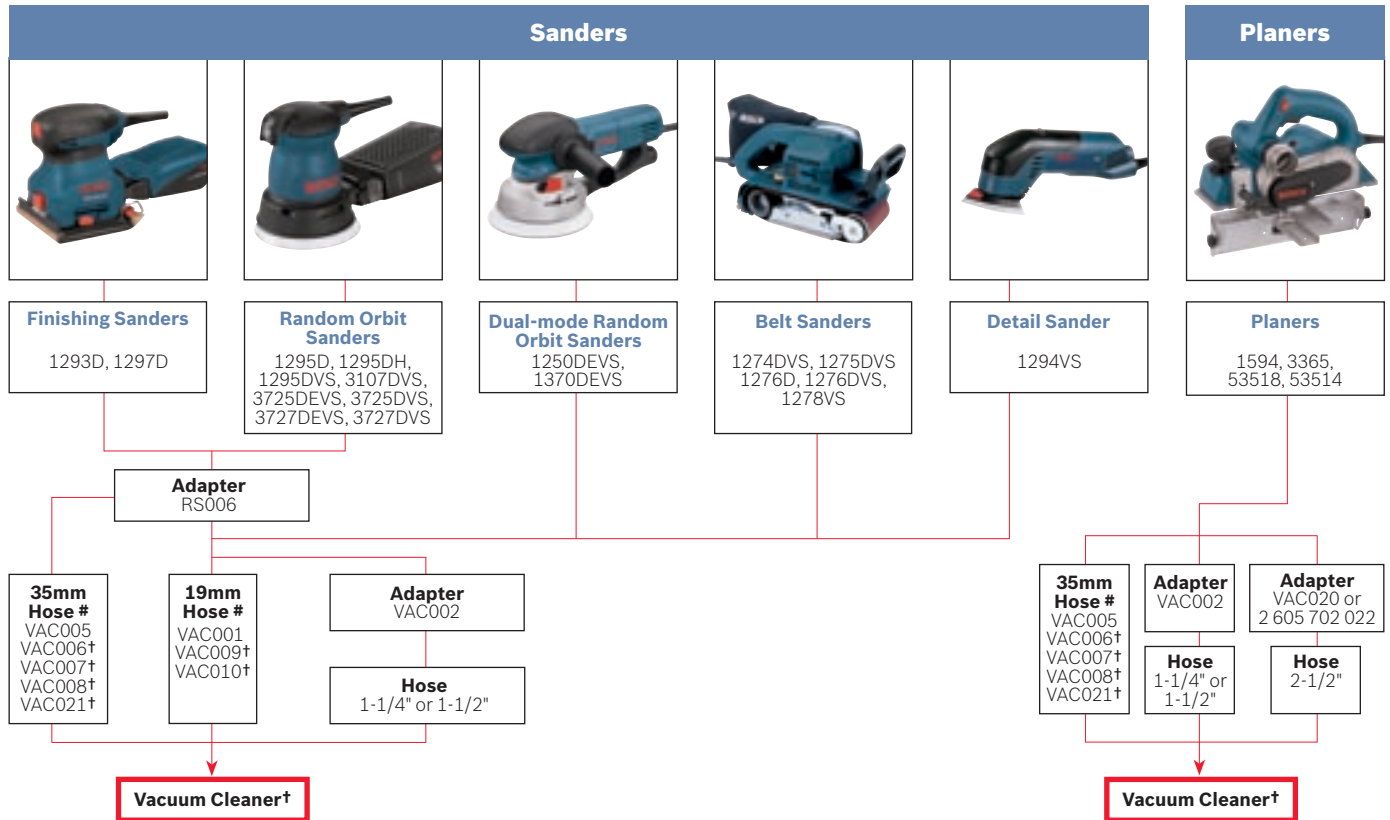 Sanders
Planers
Finishing Sanders
1293D, 1297D
Random Orbit
Sanders
1295D, 1295DH,
1295DVS, 3107DVS,
3725DEVS, 3725DVS,
3727DEVS, 3727DVS
Dual-mode Random
Orbit Sanders
1250DEVS,
1370DEVS
Belt Sanders
1274DVS, 1275DVS
1276D, 1276DVS,
1278VS
Detail Sander
1294VS
Planers
1594, 3365,
53518, 53514
Adapter
RS006
35mm
Hose #
VAC005
VAC006†
VAC007†
VAC008†
VAC021†
19mm
Hose #
VAC001
VAC009†
VAC010†
Adapter
VAC002
Hose
1-1/4" or 1-1/2"
Vacuum Cleaner†
35mm
Hose #
VAC005
VAC006†
VAC007†
VAC008†
VAC021†
Adapter
VAC002
Hose
1-1/4" or
1-1/2"
Adapter
VAC020 or
2 605 702 022
Hose
2-1/2"
Vacuum Cleaner†